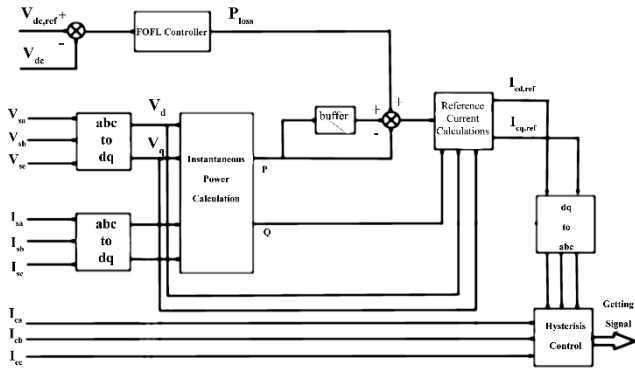 Vdc,ref
+
-
Vdc
FOFL Controller
Ploss
Vsa
Vsb
Vsc
abc
to
dq
Vd
Vq
Instantaneous
Power
Calculation
P
Q
buffer
+
+
-
Reference
Current
Calculations
Icd,ref
Icq,ref
Isa
Isb
Isc
abc
to
dq
dq
to
abc
Ica
Icb
Icc
Hysterisis
Control
Getting
Signal